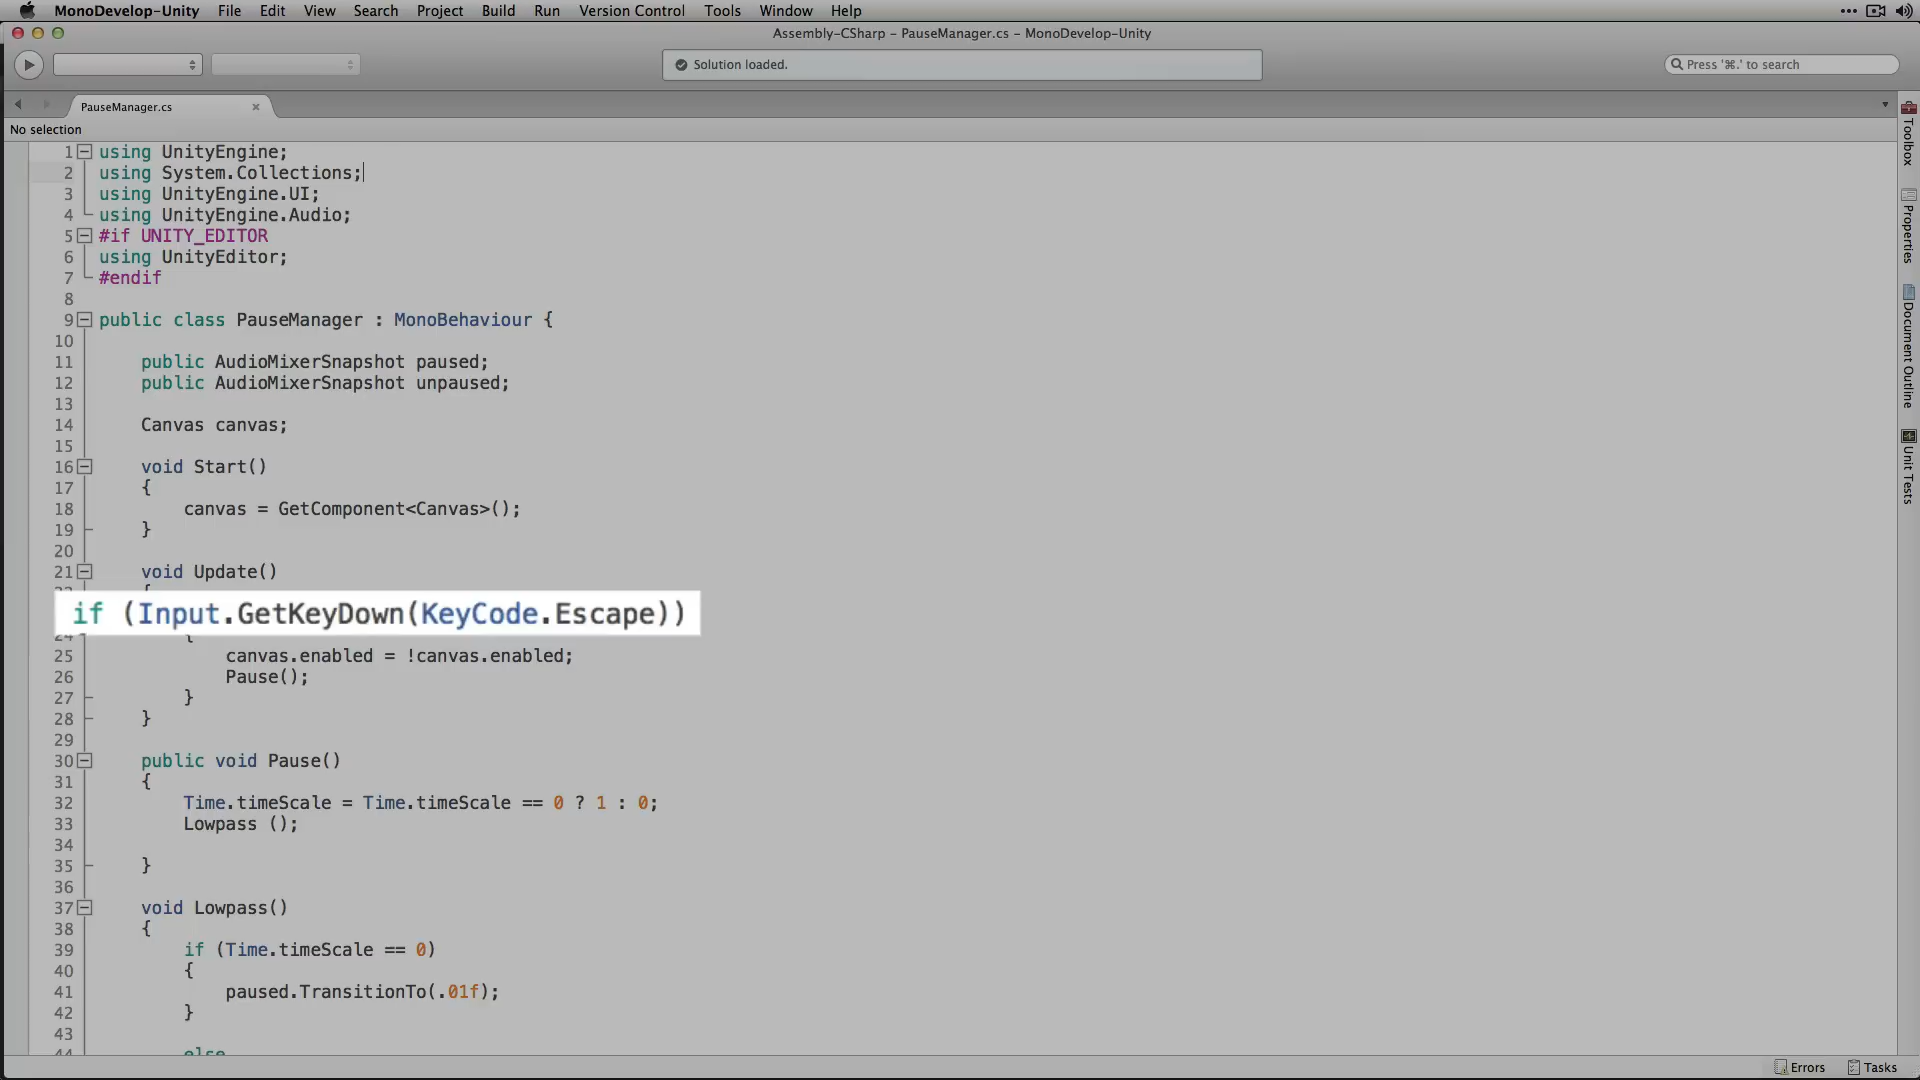 MonoDevelop-Unity File Edit View Search Project Build Run Version Control Tools Window Help
Assembly-CSharp – PauseManager.cs – MonoDevelop-Unity
Solution loaded.
Press '⌘.' to search
PauseManager.cs
No selection
1 using UnityEngine;
2 using System.Collections;
3 using UnityEngine.UI;
4 using UnityEngine.Audio;
5 #if UNITY_EDITOR
6 using UnityEditor;
7 #endif
8
9 public class PauseManager : MonoBehaviour {
10
11 public AudioMixerSnapshot paused;
12 public AudioMixerSnapshot unpaused;
13
14 Canvas canvas;
15
16 void Start()
17 {
18 canvas = GetComponent<Canvas>();
19 }
20
21 void Update()
22 {
if (Input.GetKeyDown(KeyCode.Escape))
24 {
25 canvas.enabled = !canvas.enabled;
26 Pause();
27 }
28 }
29
30 public void Pause()
31 {
32 Time.timeScale = Time.timeScale == 0 ? 1 : 0;
33 Lowpass ();
34
35 }
36
37 void Lowpass()
38 {
39 if (Time.timeScale == 0)
40 {
41 paused.TransitionTo(.01f);
42 }
43
44 else
Toolbox
Properties
Document Outline
Unit Tests
Errors Tasks